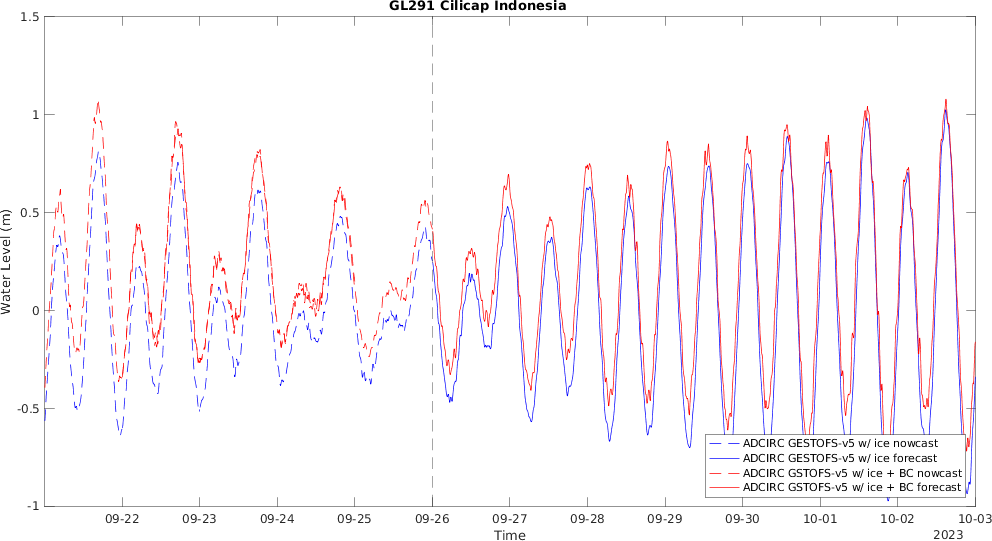 GL291 Cilicap Indonesia
1.5
1
0.5
0
-0.5
-1
Water Level (m)
09-22 09-23 09-24 09-25 09-26 09-27 09-28 09-29 09-30 10-01 10-02 10-03
Time
2023
ADCIRC GESTOFS-v5 w/ ice nowcast
ADCIRC GESTOFS-v5 w/ ice forecast
ADCIRC GSTOFS-v5 w/ ice + BC nowcast
ADCIRC GSTOFS-v5 w/ ice + BC forecast